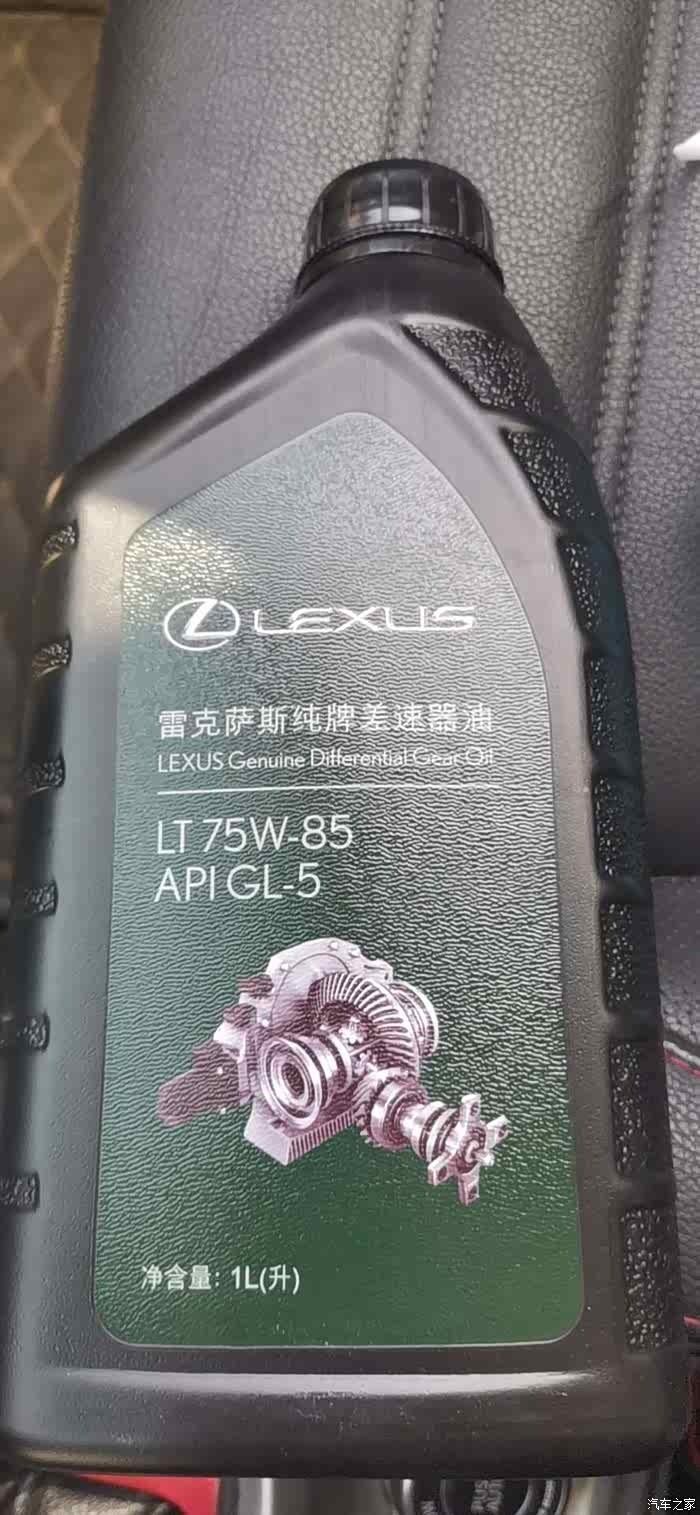 LEXUS
雷克萨斯纯牌差速器油
LEXUS Genuine Differential Gear Oil
LT 75W-85
API GL-5
净含量：1L(升)
汽车之家